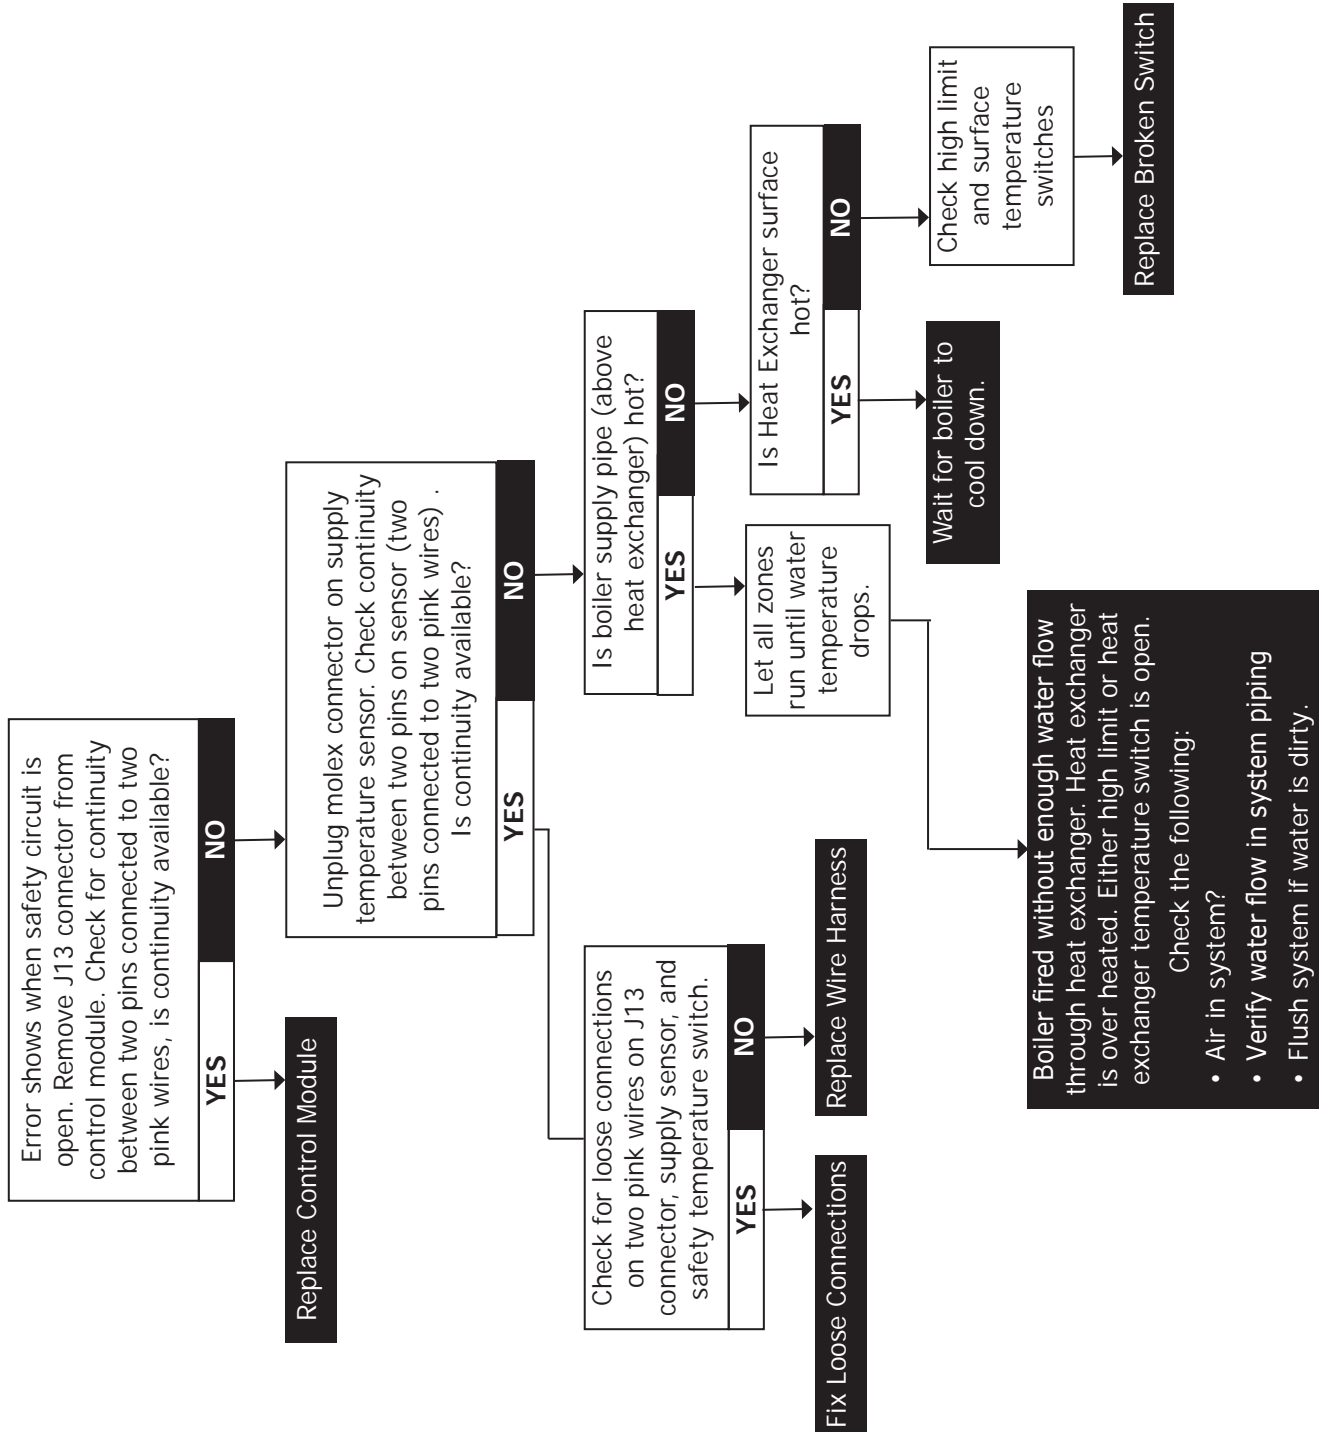 Error shows when safety circuit is
open. Remove J13 connector from
control module. Check for continuity
between two pins connected to two
pink wires, is continuity available?
YES
NO
Replace Control Module
Unplug molex connector on supply
temperature sensor. Check continuity
between two pins on sensor (two
pins connected to two pink wires) .
Is continuity available?
YES
NO
Check for loose connections
on two pink wires on J13
connector, supply sensor, and
safety temperature switch.
YES
NO
Fix Loose Connections
Replace Wire Harness
Is boiler supply pipe (above
heat exchanger) hot?
YES
NO
Let all zones
run until water
temperature
drops.
Boiler fired without enough water flow
through heat exchanger. Heat exchanger
is over heated. Either high limit or heat
exchanger temperature switch is open.
Check the following:
• Air in system?
• Verify water flow in system piping
• Flush system if water is dirty.
Is Heat Exchanger surface
hot?
YES
NO
Wait for boiler to
cool down.
Check high limit
and surface
temperature
switches
Replace Broken Switch